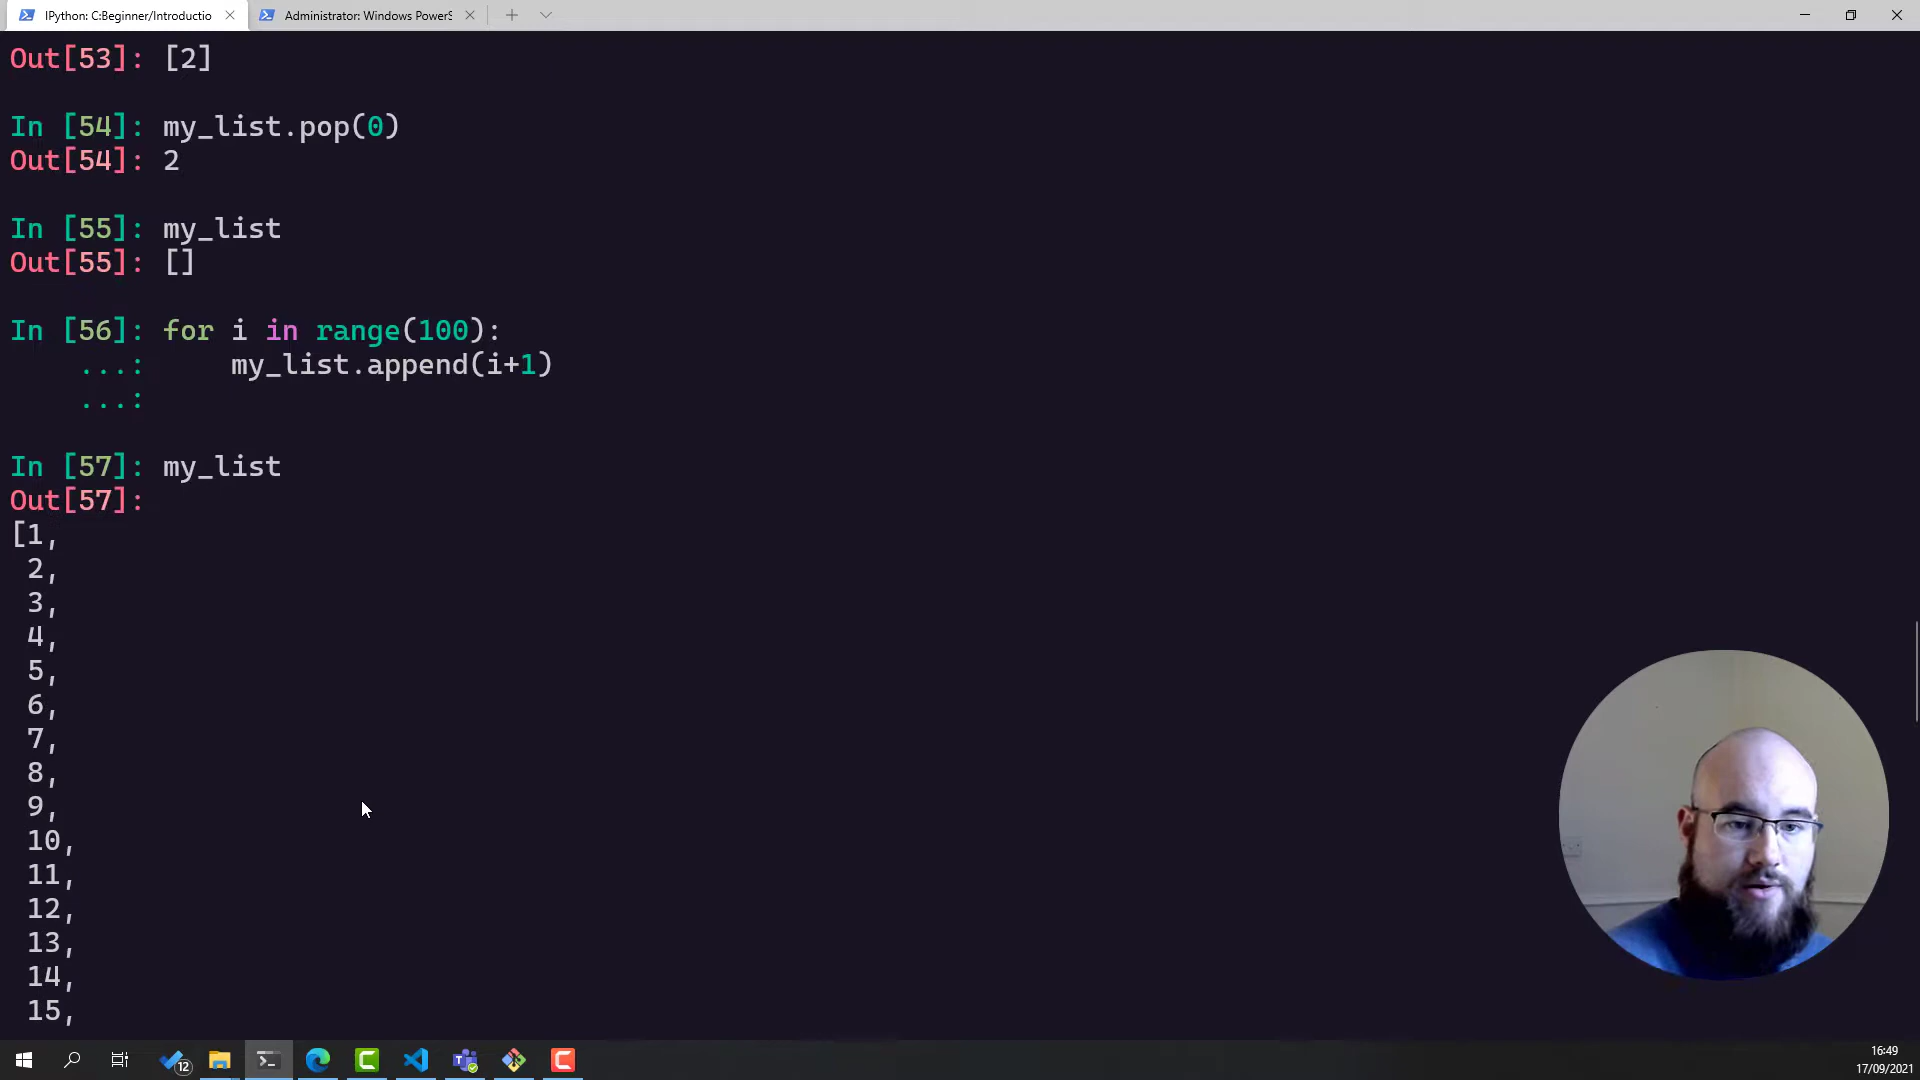 IPython: C:Beginner/Introductio
Administrator: Windows PowerS
Out[53]: [2]
In [54]: my_list.pop(0)
Out[54]: 2
In [55]: my_list
Out[55]: []
In [56]: for i in range(100):
...:     my_list.append(i+1)
...:
In [57]: my_list
Out[57]:
[1,
2,
3,
4,
5,
6,
7,
8,
9,
10,
11,
12,
13,
14,
15,
12
16:49
17/09/2021